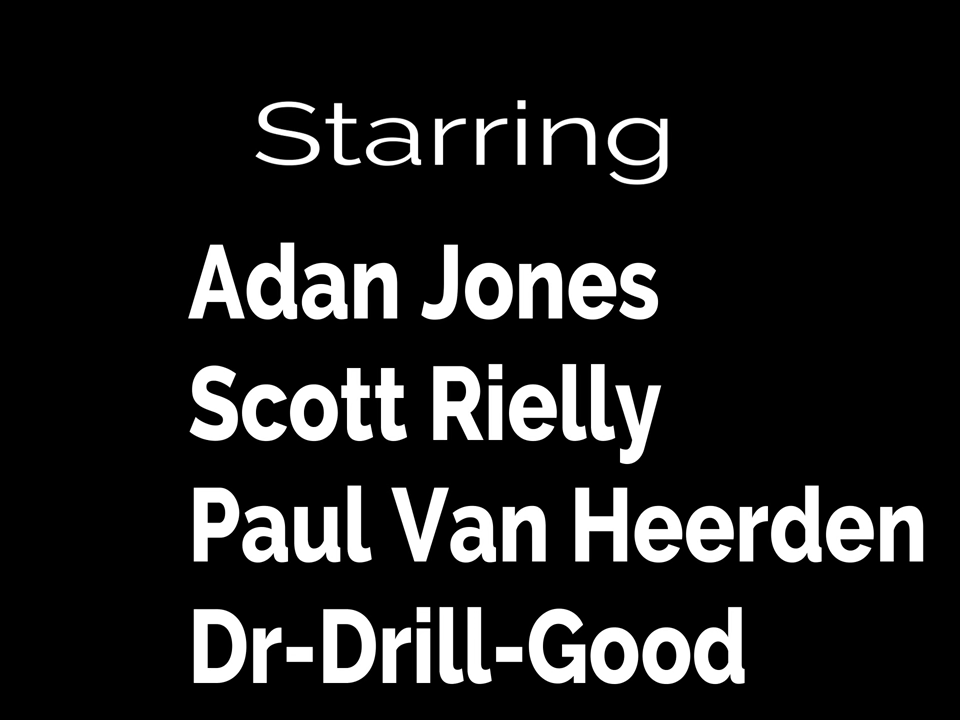 Starring
Adan Jones
Scott Rielly
Paul Van Heerden
Dr-Drill-Good